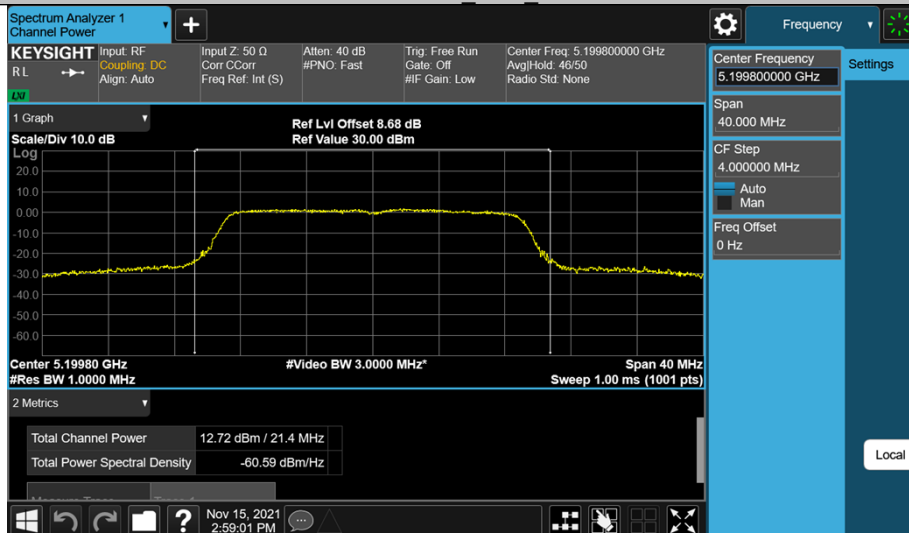 Spectrum Analyzer 1
Channel Power
+
Frequency
KEYSIGHT
R L
LXI
Input: RF
Coupling: DC
Align: Auto
Input Z: 50 Ω
Corr CCorr
Freq Ref: Int (S)
Atten: 40 dB
#PNO: Fast
Trig: Free Run
Gate: Off
#IF Gain: Low
Center Freq: 5.199800000 GHz
Avg|Hold: 46/50
Radio Std: None
Center Frequency
5.199800000 GHz
Settings
Span
40.000 MHz
CF Step
4.000000 MHz
Auto
Man
Freq Offset
0 Hz
Local
1 Graph
Scale/Div 10.0 dB
Ref Lvl Offset 8.68 dB
Ref Value 30.00 dBm
Log
20.0
10.0
0.00
-10.0
-20.0
-30.0
-40.0
-50.0
-60.0
Center 5.19980 GHz
#Video BW 3.0000 MHz*
Span 40 MHz
#Res BW 1.0000 MHz
Sweep 1.00 ms (1001 pts)
2 Metrics
Total Channel Power 12.72 dBm / 21.4 MHz
Total Power Spectral Density -60.59 dBm/Hz
?
Nov 15, 2021
2:59:01 PM